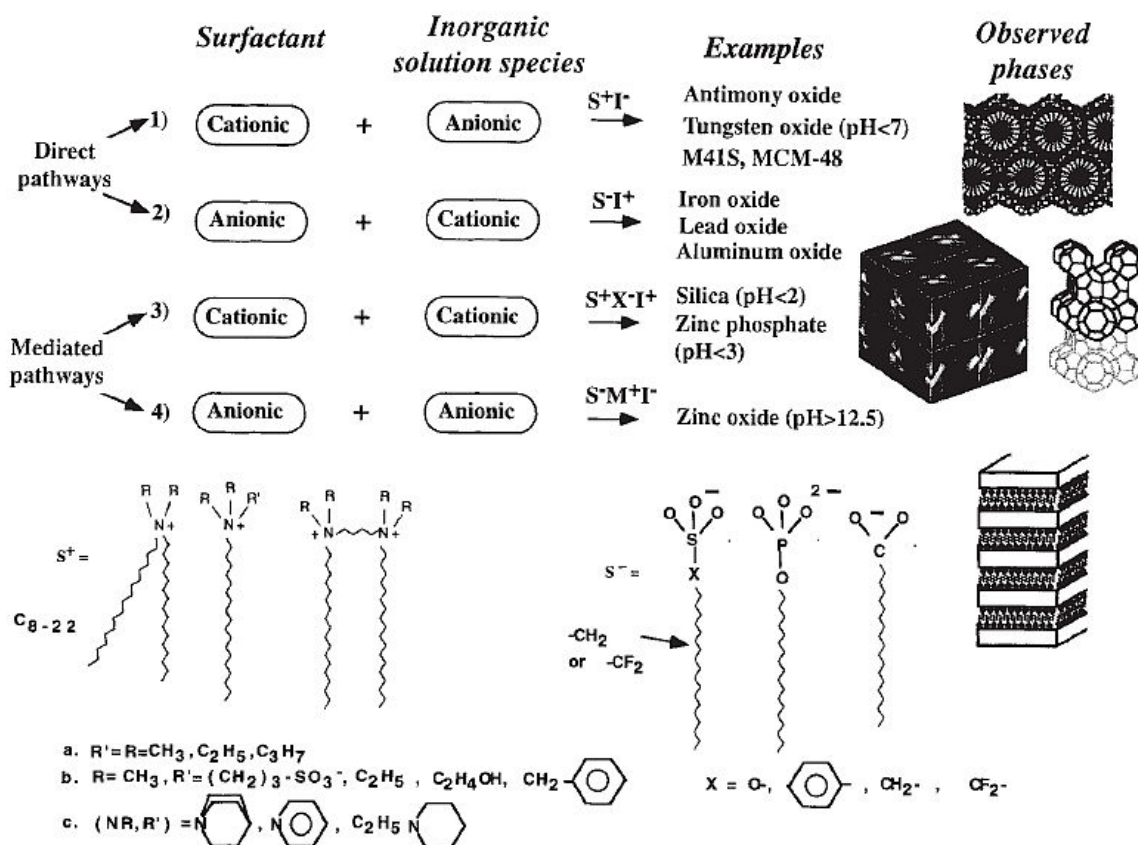 Surfactant
Inorganic
solution species
Examples
Observed
phases
Direct
pathways
1)
Cationic
+
Anionic
S⁺I⁻
Antimony oxide
Tungsten oxide (pH<7)
M41S, MCM-48
2)
Anionic
+
Cationic
S⁻I⁺
Iron oxide
Lead oxide
Aluminum oxide
Mediated
pathways
3)
Cationic
+
Cationic
S⁺X⁻I⁺
Silica (pH<2)
Zinc phosphate
(pH<3)
4)
Anionic
+
Anionic
S⁻M⁺I⁻
Zinc oxide (pH>12.5)
S⁺ =
R R
N+
R R R'
N+
R R R R
+N N+
C₈₋₂₂
S⁻ =
O O⁻ O
S
X
O O O 2−
P
O
O − O
C
-CH₂
or -CF₂
a. R'=R=CH₃, C₂H₅, C₃H₇
b. R= CH₃, R'= (CH₂)₃-SO₃⁻, C₂H₅ , C₂H₄OH, CH₂
c. (NR, R') = N , N , C₂H₅ N
X = O-, , CH₂- , CF₂-